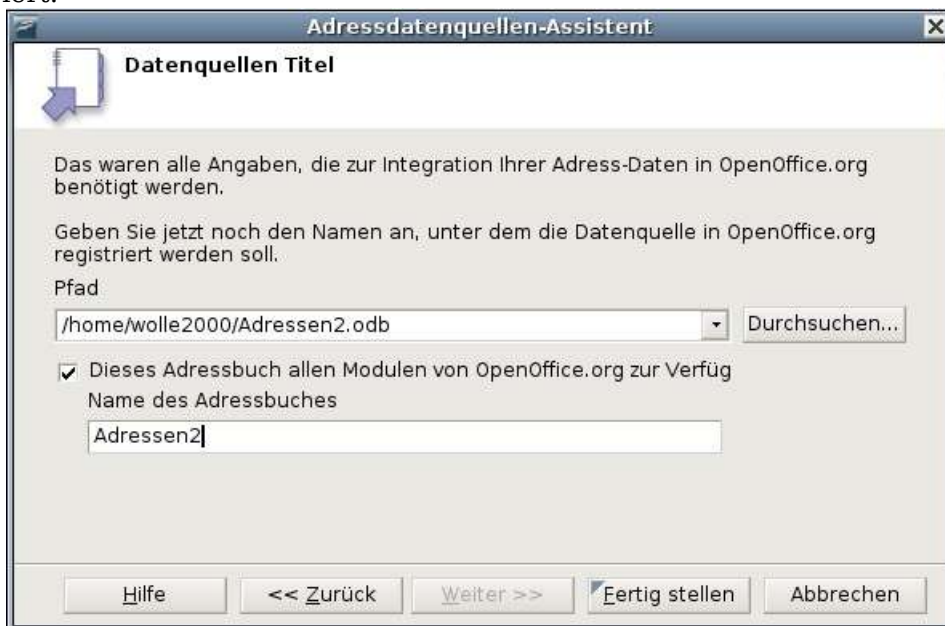 Adressdatenquellen-Assistent
Datenquellen Titel
Das waren alle Angaben, die zur Integration Ihrer Adress-Daten in OpenOffice.org
benötigt werden.
Geben Sie jetzt noch den Namen an, unter dem die Datenquelle in OpenOffice.org
registriert werden soll.
Pfad
/home/wolle2000/Adressen2.odb
Durchsuchen...
Dieses Adressbuch allen Modulen von OpenOffice.org zur Verfüg
Name des Adressbuches
Adressen2
Hilfe
<< Zurück
Weiter >>
Fertig stellen
Abbrechen